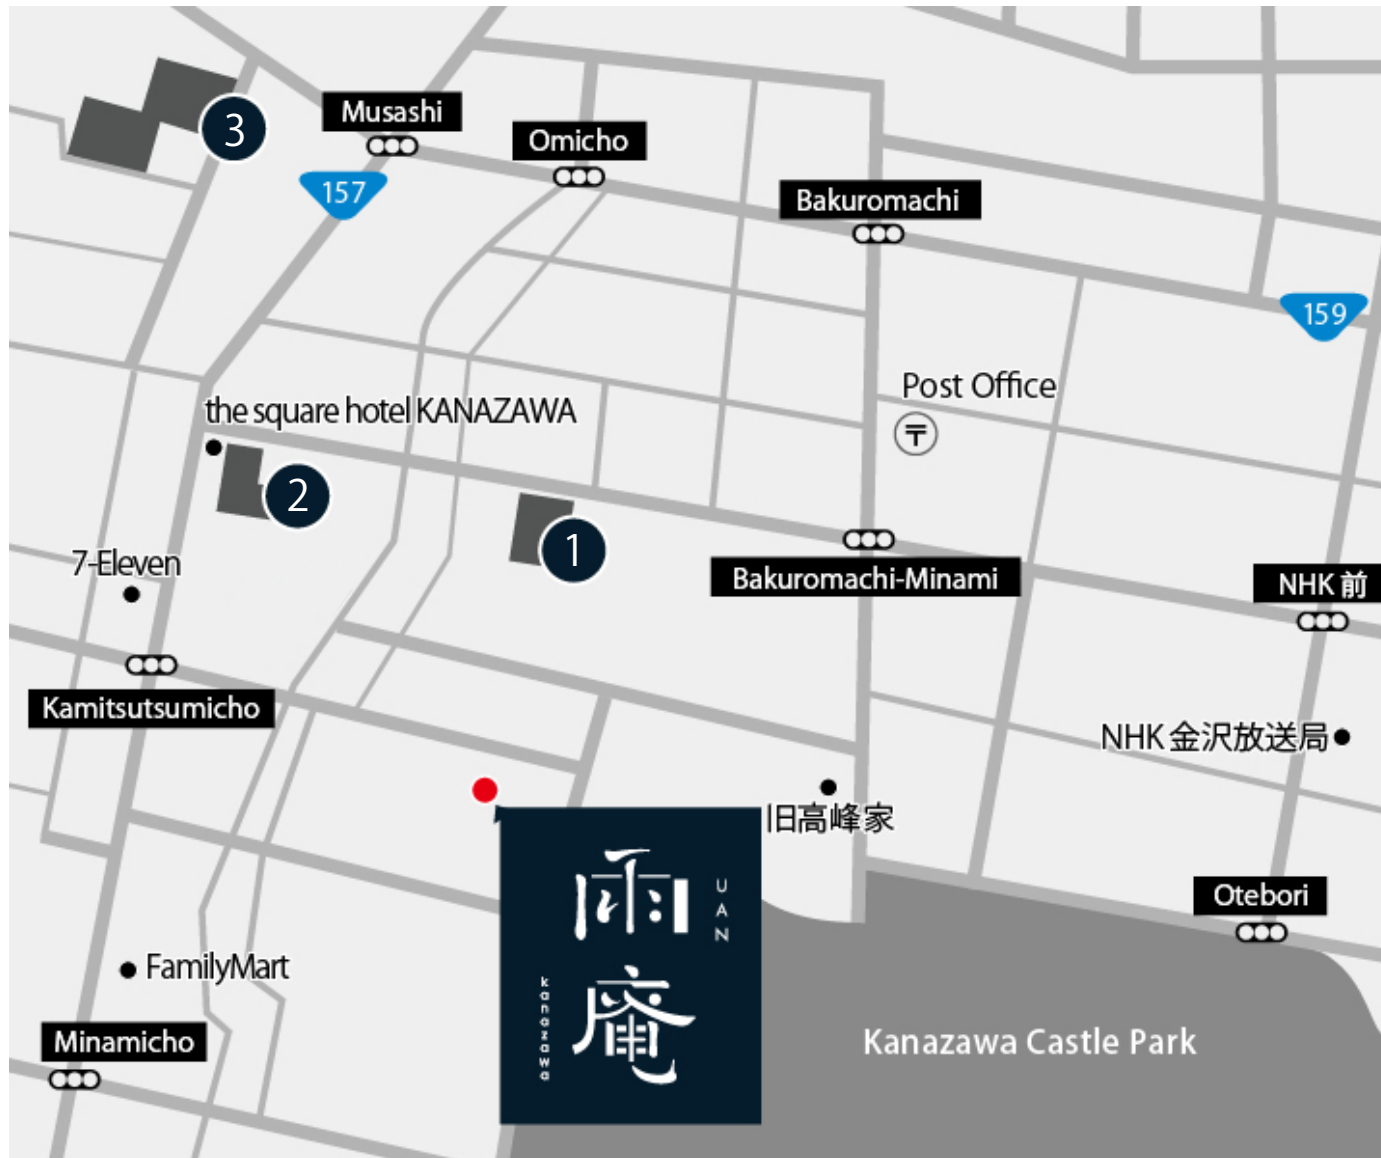 3
Musashi
Omicho
157
Bakuromachi
159
Post Office
〒
the square hotel KANAZAWA
2
1
7-Eleven
Bakuromachi-Minami
NHK 前
Kamitsutsumicho
NHK 金沢放送局
旧高峰家
雨庵
UAN
kanazawa
Otebori
FamilyMart
Minamicho
Kanazawa Castle Park